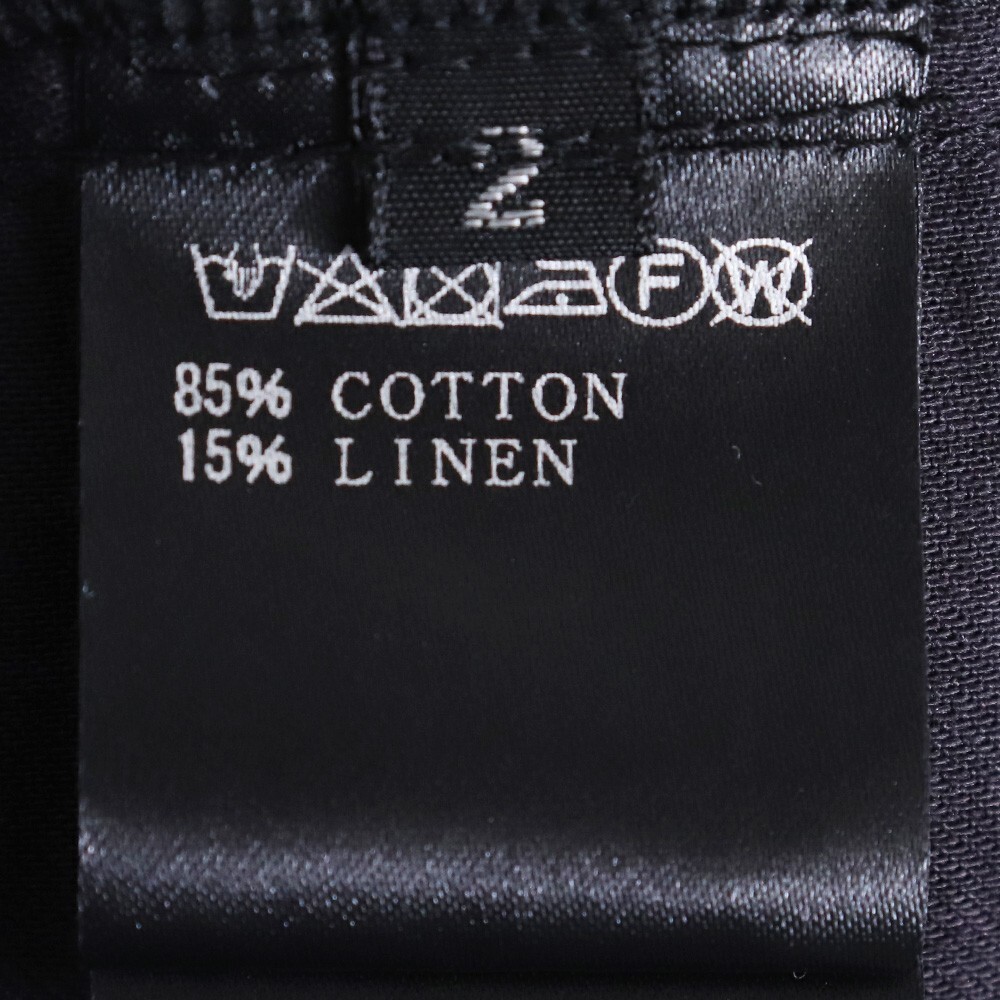 2
F W
85% COTTON
15% LINEN